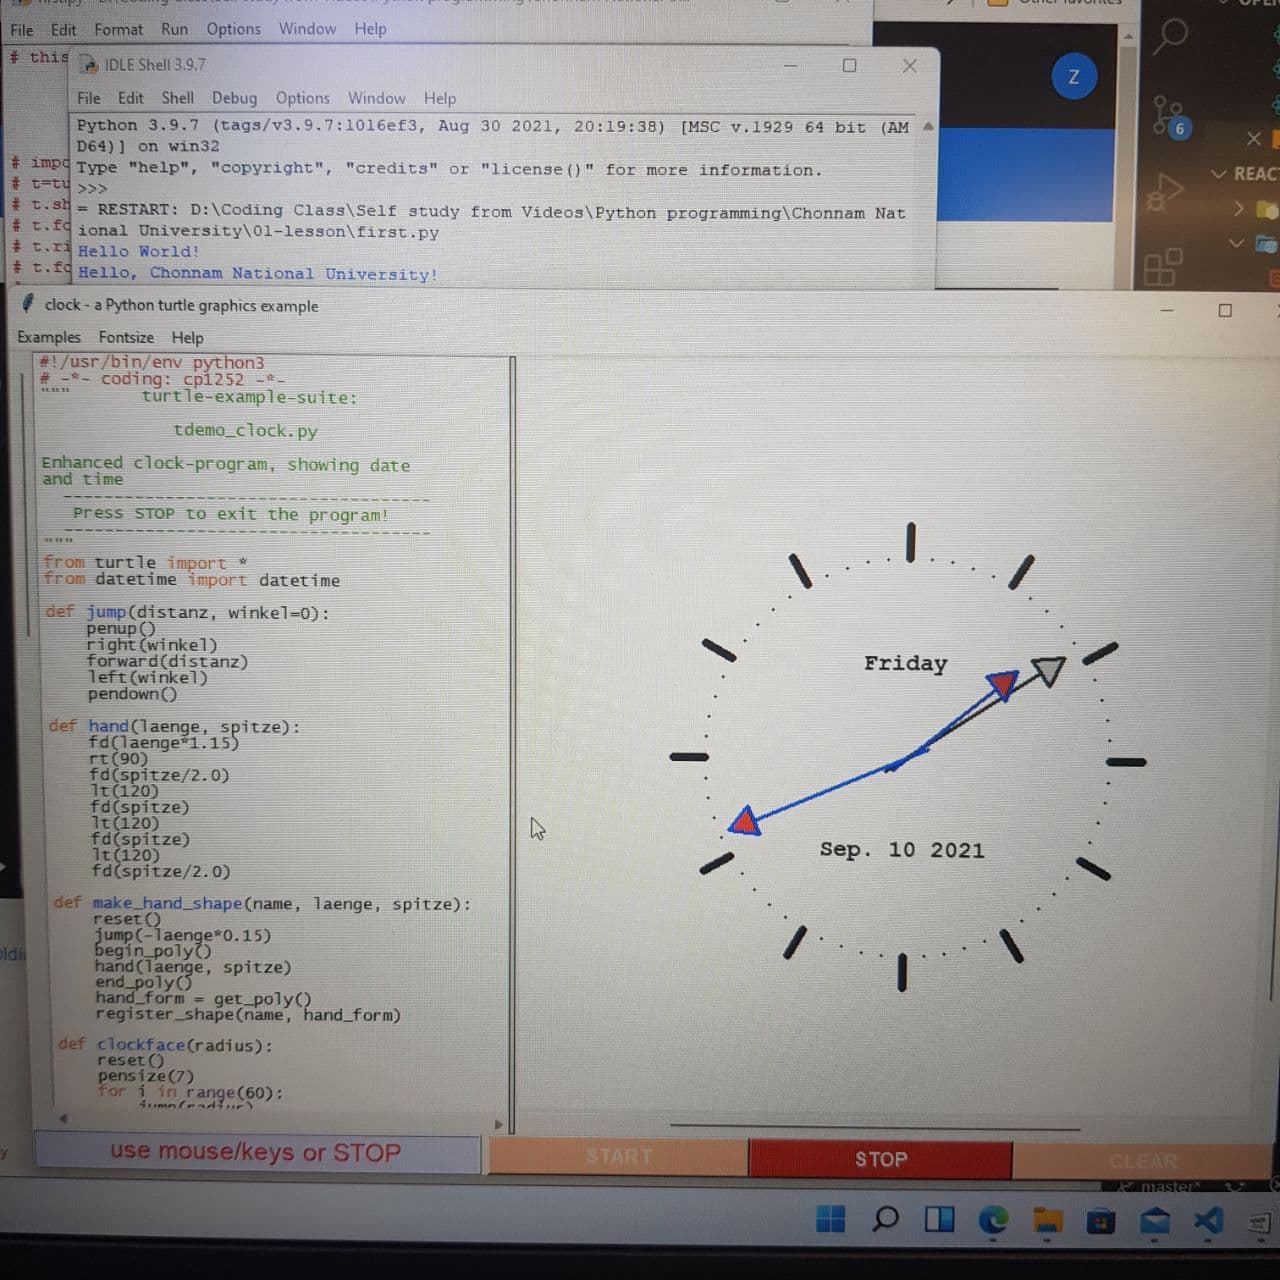 File Edit Format Run Options Window Help
# this
IDLE Shell 3.9.7
File Edit Shell Debug Options Window Help
Python 3.9.7 (tags/v3.9.7:1016ef3, Aug 30 2021, 20:19:38) [MSC v.1929 64 bit (AM
D64)] on win32
Type "help", "copyright", "credits" or "license()" for more information.
>>>
= RESTART: D:\Coding Class\Self study from Videos\Python programming\Chonnam Nat
ional University\01-lesson\first.py
Hello World!
Hello, Chonnam National University!
# impo
# t=tu
# t.sh
# t.fo
# t.ri
# t.fo
Z
6
REACT
clock - a Python turtle graphics example
Examples Fontsize Help
#!/usr/bin/env python3
# -*- coding: cp1252 -*-
"""
turtle-example-suite:
tdemo_clock.py
Enhanced clock-program, showing date
and time
------------------------------------
Press STOP to exit the program!
------------------------------------
"""
from turtle import *
from datetime import datetime
def jump(distanz, winkel=0):
penup()
right(winkel)
forward(distanz)
left(winkel)
pendown()
def hand(laenge, spitze):
fd(laenge*1.15)
rt(90)
fd(spitze/2.0)
lt(120)
fd(spitze)
lt(120)
fd(spitze)
lt(120)
fd(spitze/2.0)
def make_hand_shape(name, laenge, spitze):
reset()
jump(-laenge*0.15)
begin_poly()
hand(laenge, spitze)
end_poly()
hand_form = get_poly()
register_shape(name, hand_form)
def clockface(radius):
reset()
pensize(7)
for i in range(60):
jump(radius)
Friday
Sep. 10 2021
use mouse/keys or STOP
START
STOP
CLEAR
master*